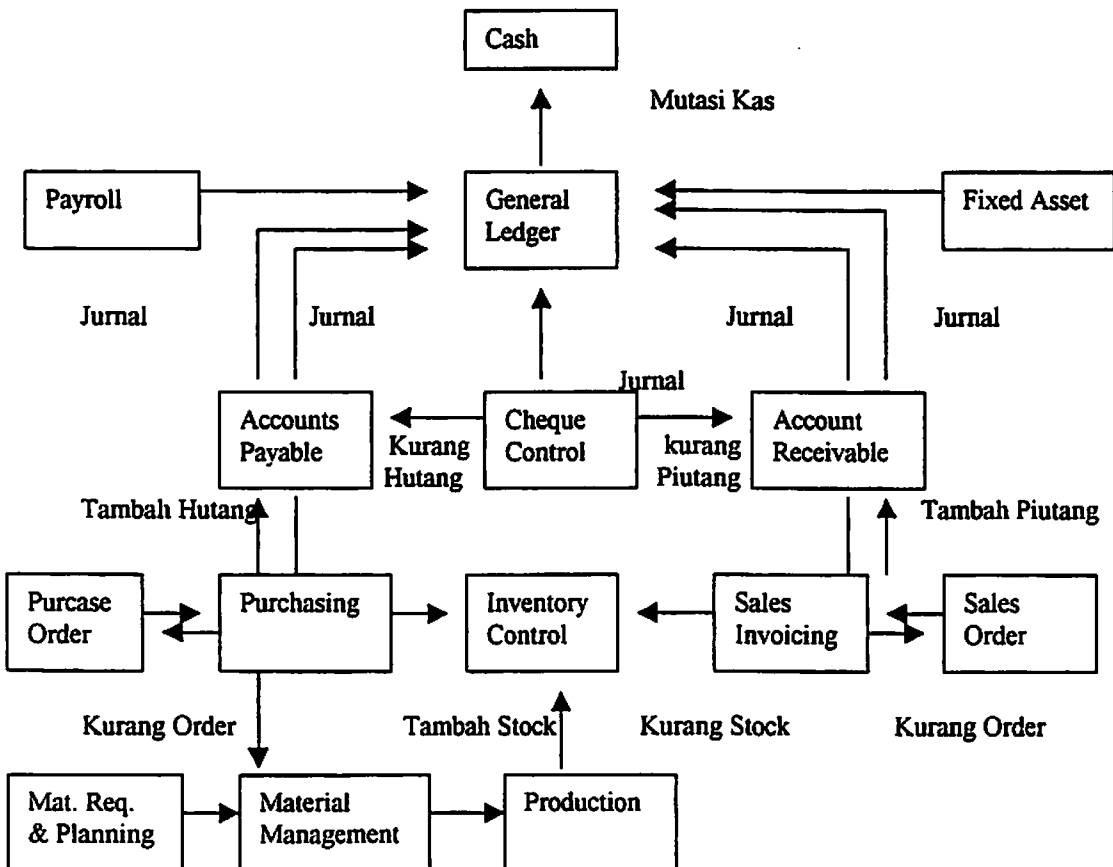 Cash
Mutasi Kas
Payroll
General
Ledger
Fixed Asset
Jurnal
Jurnal
Jurnal
Jurnal
Jurnal
Accounts
Payable
Kurang
Hutang
Cheque
Control
kurang
Piutang
Account
Receivable
Tambah Hutang
Tambah Piutang
Purcase
Order
Purchasing
Inventory
Control
Sales
Invoicing
Sales
Order
Kurang Order
Tambah Stock
Kurang Stock
Kurang Order
Mat. Req.
& Planning
Material
Management
Production